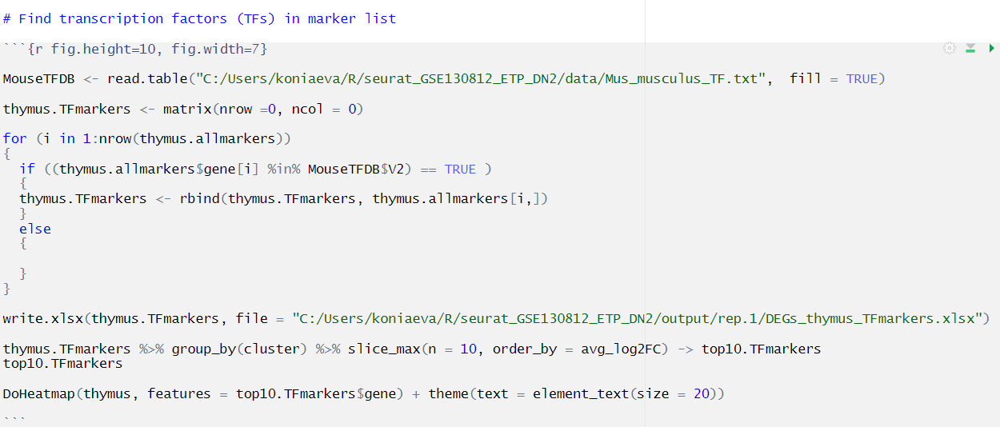 # Find transcription factors (TFs) in marker list
```{r fig.height=10, fig.width=7}
MouseTFDB <- read.table("C:/Users/koniaeva/R/seurat_GSE130812_ETP_DN2/data/Mus_musculus_TF.txt",  fill = TRUE)
thymus.TFmarkers <- matrix(nrow =0, ncol = 0)
for (i in 1:nrow(thymus.allmarkers))
{
  if ((thymus.allmarkers$gene[i] %in% MouseTFDB$V2) == TRUE )
  {
  thymus.TFmarkers <- rbind(thymus.TFmarkers, thymus.allmarkers[i,])
  }
  else
  {
  }
}
write.xlsx(thymus.TFmarkers, file = "C:/Users/koniaeva/R/seurat_GSE130812_ETP_DN2/output/rep.1/DEGs_thymus_TFmarkers.xlsx")
thymus.TFmarkers %>% group_by(cluster) %>% slice_max(n = 10, order_by = avg_log2FC) -> top10.TFmarkers
top10.TFmarkers
DoHeatmap(thymus, features = top10.TFmarkers$gene) + theme(text = element_text(size = 20))
```